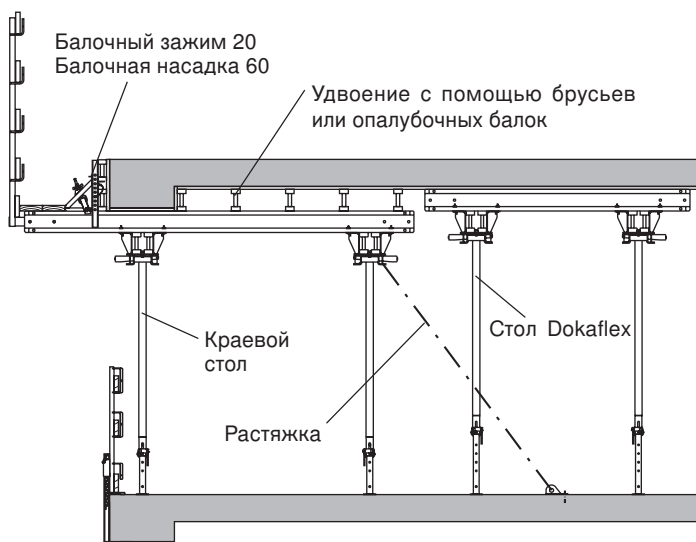 Балочный зажим 20
Балочная насадка 60
Удвоение с помощью брусьев
или опалубочных балок
Краевой
стол
Стол Dokaflex
Растяжка